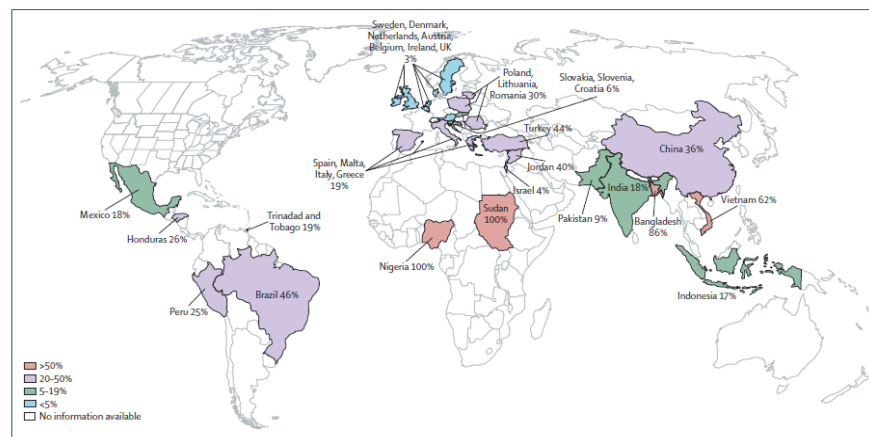 Sweden, Denmark,
Netherlands, Austria,
Belgium, Ireland, UK
3%
Poland,
Lithuania,
Romania 30%
Slovakia, Slovenia,
Croatia 6%
Turkey 44%
China 36%
Spain, Malta,
Italy, Greece
19%
Jordan 40%
Israel 4%
India 18%
Mexico 18%
Trinidad and
Tobago 19%
Sudan
100%
Pakistan 9%
Bangladesh
86%
Vietnam 62%
Honduras 26%
Nigeria 100%
Brazil 46%
Peru 25%
Indonesia 17%
>50%
20–50%
5–19%
<5%
No information available